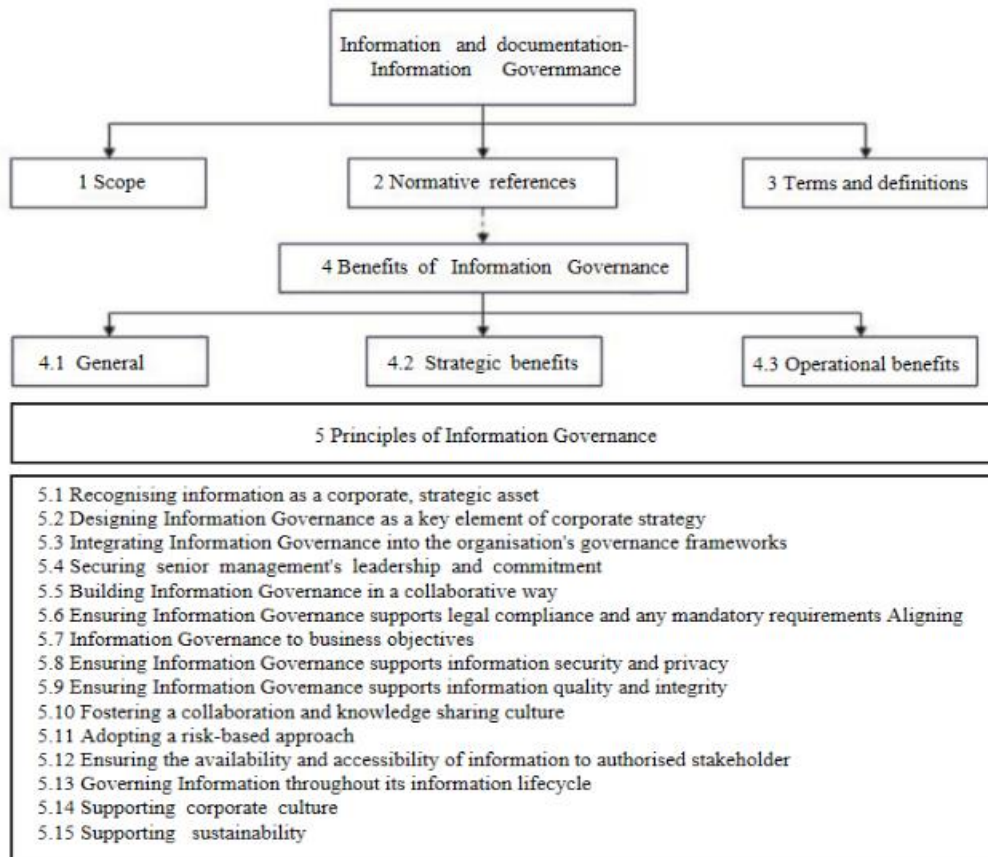 Information and documentation-
Information Governmance
1 Scope
2 Normative references
3 Terms and definitions
4 Benefits of Information Governance
4.1 General
4.2 Strategic benefits
4.3 Operational benefits
5 Principles of Information Governance
5.1 Recognising information as a corporate, strategic asset
5.2 Designing Information Governance as a key element of corporate strategy
5.3 Integrating Information Governance into the organisation's governance frameworks
5.4 Securing senior management's leadership and commitment
5.5 Building Information Governance in a collaborative way
5.6 Ensuring Information Governance supports legal compliance and any mandatory requirements Aligning
5.7 Information Governance to business objectives
5.8 Ensuring Information Governance supports information security and privacy
5.9 Ensuring Information Govemance supports information quality and integrity
5.10 Fostering a collaboration and knowledge sharing culture
5.11 Adopting a risk-based approach
5.12 Ensuring the availability and accessibility of information to authorised stakeholder
5.13 Governing Information throughout its information lifecycle
5.14 Supporting corporate culture
5.15 Supporting sustainability